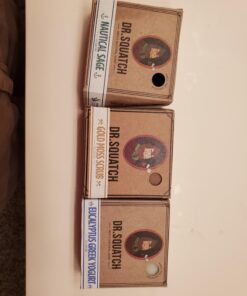 NAUTICAL SAGE
DR. SQUATCH
GOLD MOSS SCRUB
DR. SQUATCH
EUCALYPTUS GREEK YOGURT
DR. SQUATCH